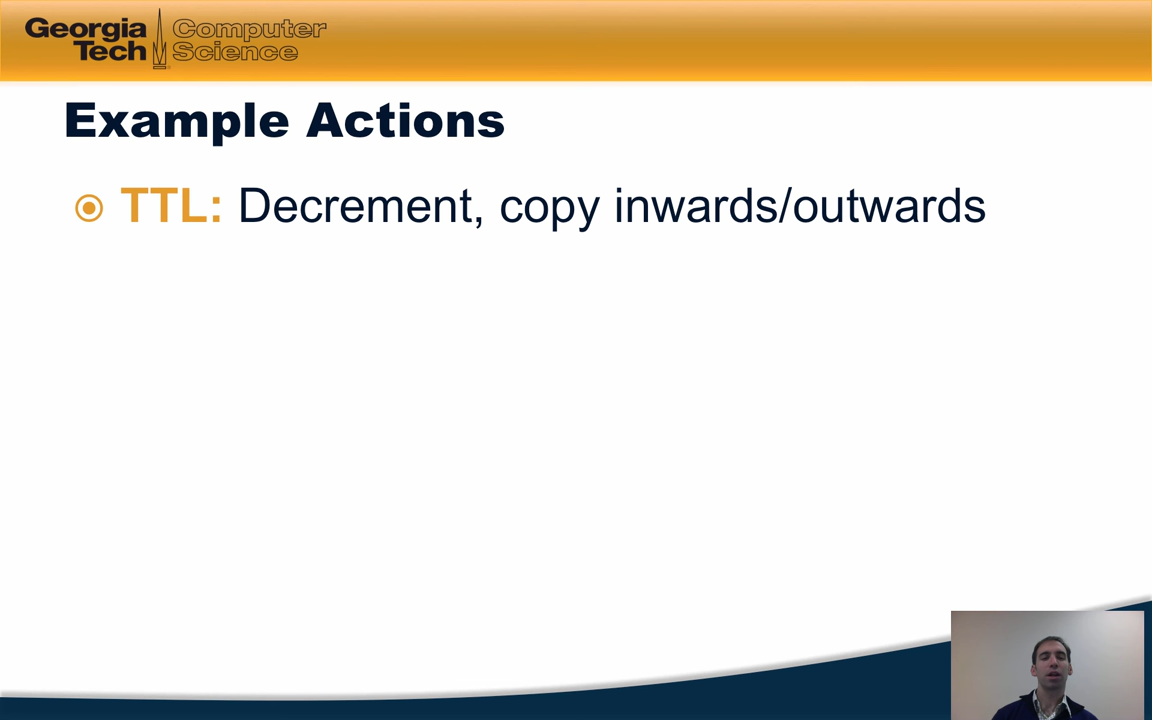 Georgia Tech
Computer Science
Example Actions
TTL: Decrement, copy inwards/outwards